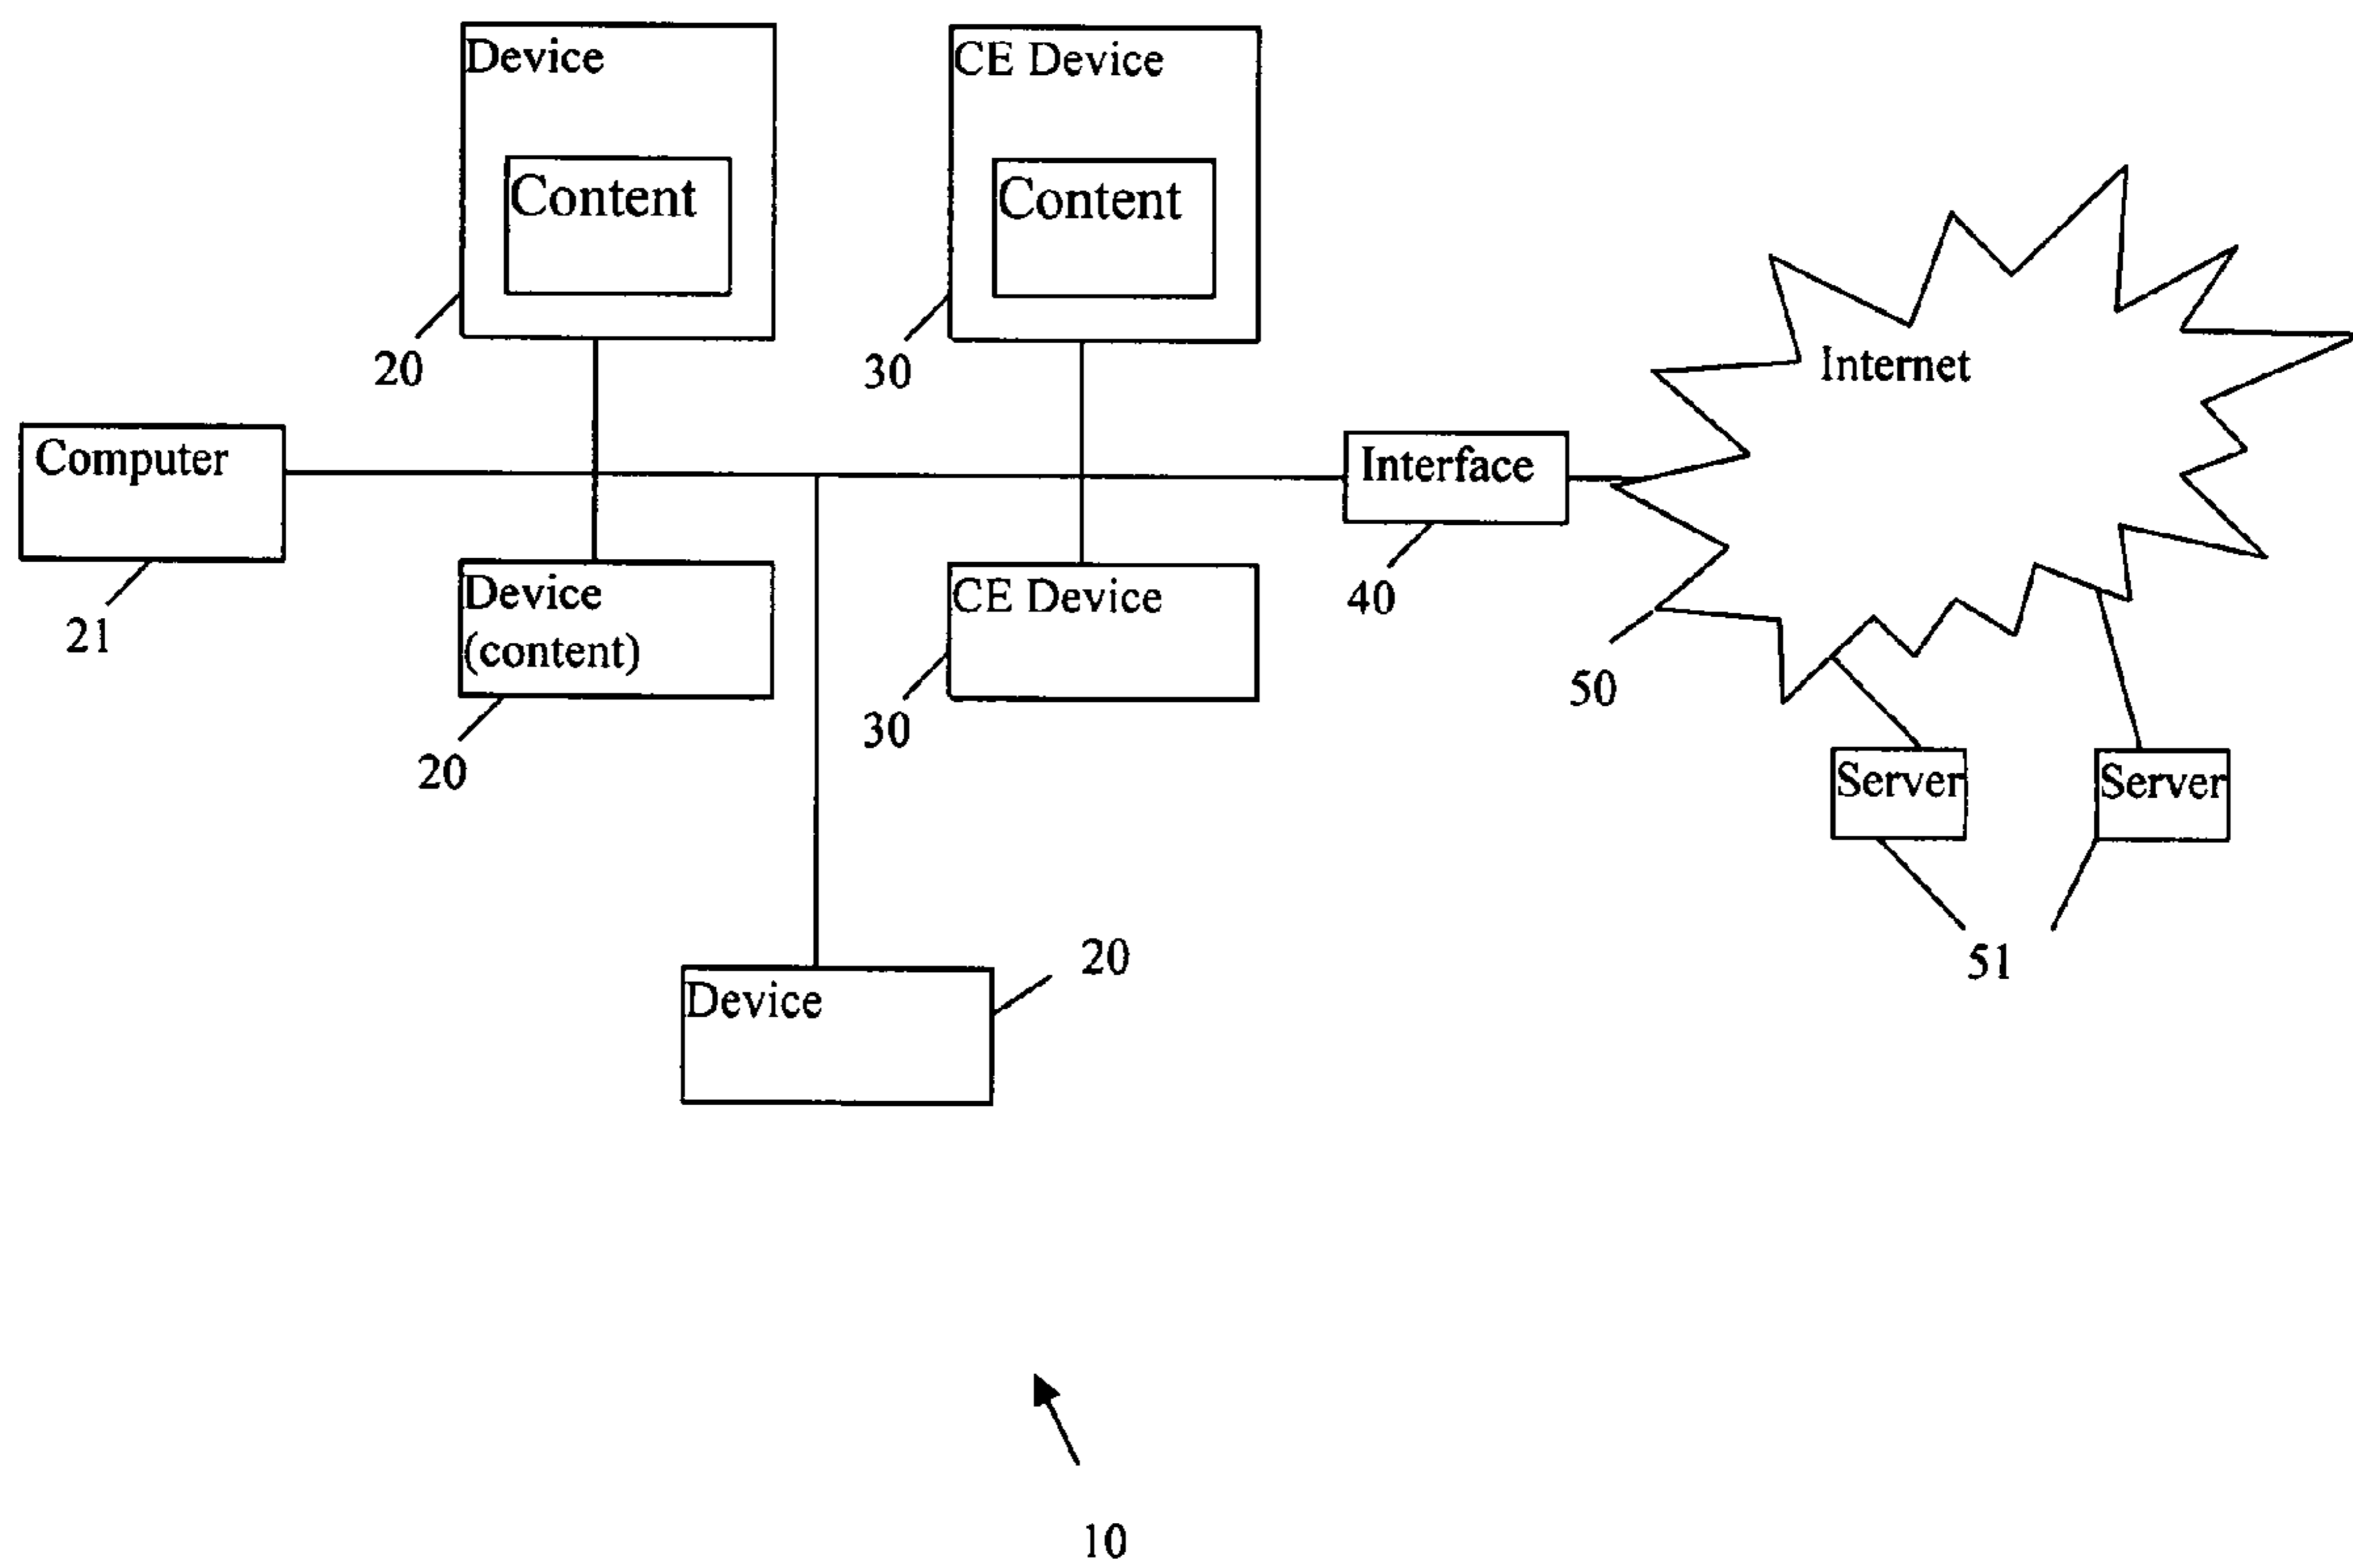 Device
CE Device
Content
Content
20
30
Internet
Computer
Interface
21
Device
(content)
CE Device
40
50
20
30
Server
Server
20
51
Device
10